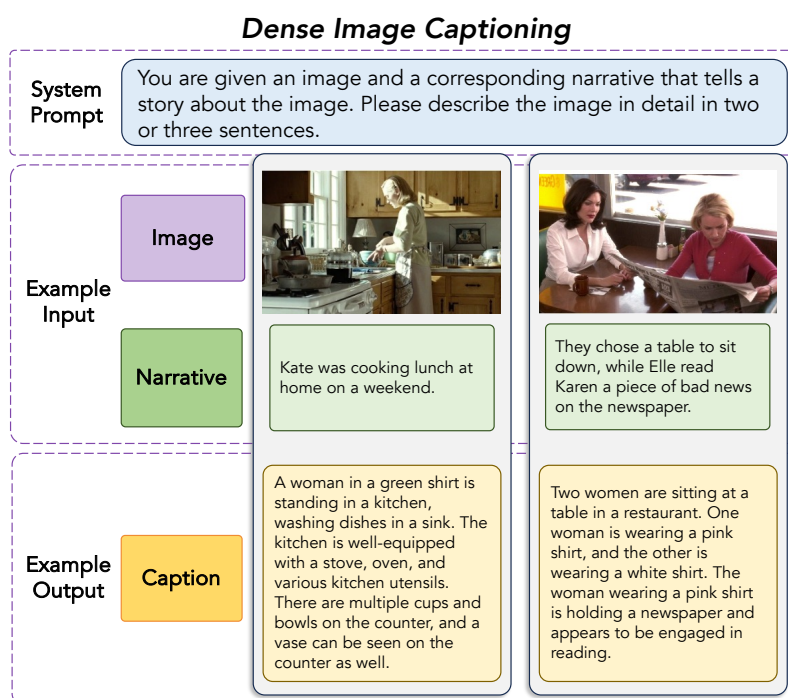 Dense Image Captioning
System
Prompt
You are given an image and a corresponding narrative that tells a
story about the image. Please describe the image in detail in two
or three sentences.
Example
Input
Image
Narrative
Kate was cooking lunch at
home on a weekend.
They chose a table to sit
down, while Elle read
Karen a piece of bad news
on the newspaper.
Example
Output
Caption
A woman in a green shirt is
standing in a kitchen,
washing dishes in a sink. The
kitchen is well-equipped
with a stove, oven, and
various kitchen utensils.
There are multiple cups and
bowls on the counter, and a
vase can be seen on the
counter as well.
Two women are sitting at a
table in a restaurant. One
woman is wearing a pink
shirt, and the other is
wearing a white shirt. The
woman wearing a pink shirt
is holding a newspaper and
appears to be engaged in
reading.